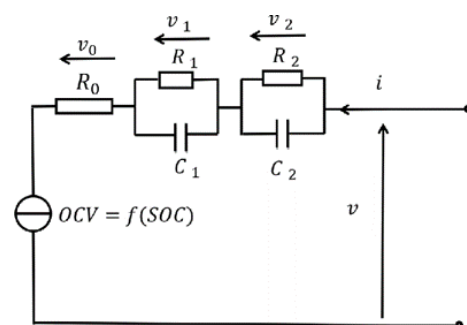 v₀ v₁ v₂
R₀ R₁ R₂ i
C₁ C₂
OCV = f(SOC) v